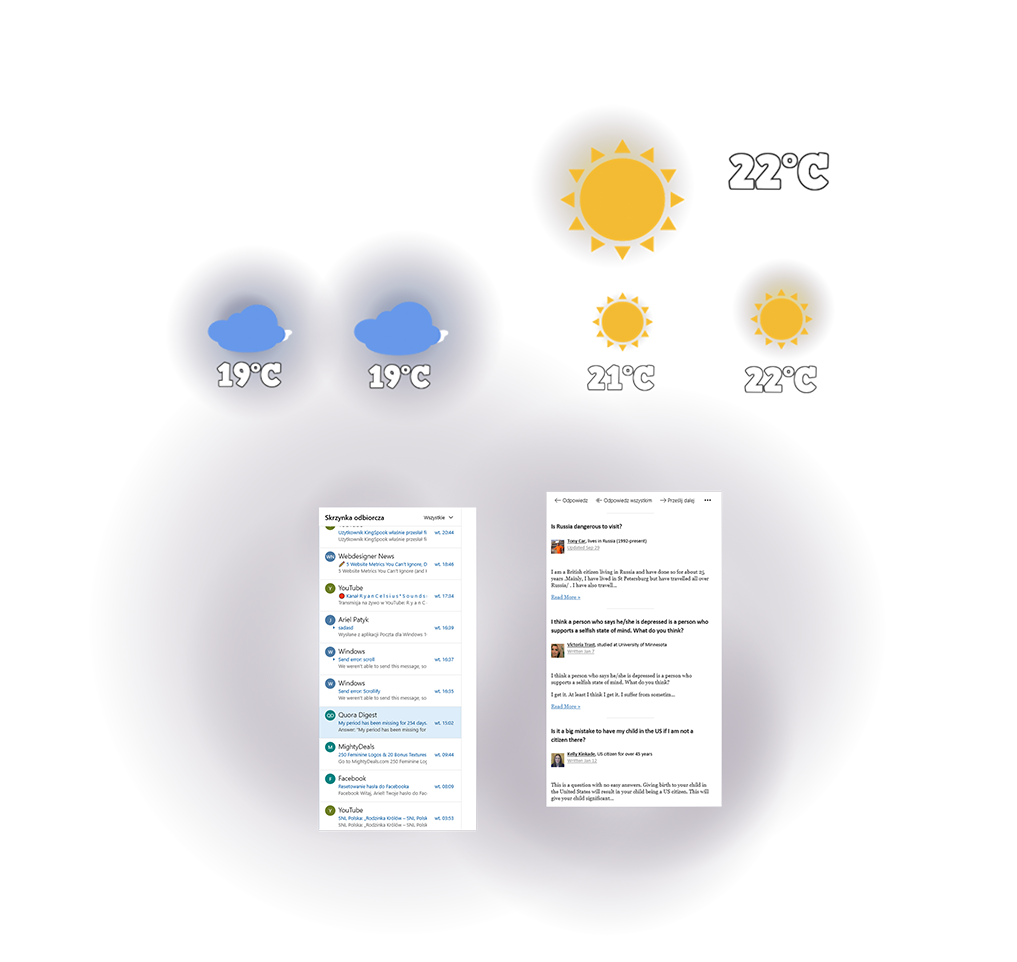 22°C
19°C
19°C
21°C
22°C
Skrzynka odbiorcza
Wszystkie
Użytkownik KingSpook właśnie przesłał fi
wt. 20:44
Użytkownik KingSpook właśnie przesłał fi
WN
Webdesigner News
5 Website Metrics You Can't Ignore, D
wt. 18:46
5 Website Metrics You Can't Ignore (and I
Y
YouTube
Kanał R y a n C e l s i u s ° S o u n d s
wt. 17:34
Transmisja na żywo w YouTube: R y a n C
Ariel Patyk
sadasd
wt. 16:39
Wysłane z aplikacji Poczta dla Windows 1
W
Windows
Send error: scroll
wt. 16:37
We weren't able to send this message, so
W
Windows
Send error: Scrollify
wt. 16:35
We weren't able to send this message, so
QD
Quora Digest
My period has been missing for 254 days.
wt. 15:02
Answer: "My period has been missing for
M
MightyDeals
250 Feminine Logos & 20 Bonus Textures
wt. 09:44
Go to MightyDeals.com 250 Feminine Log
F
Facebook
Resetowanie hasła do Facebooka
wt. 08:09
Facebook Witaj, Ariel! Twoje hasło do Fac
Y
YouTube
SNL Polska: „Rodzinka Królów – SNL Polsk
wt. 03:53
SNL Polska: „Rodzinka Królów – SNL Polsk
Odpowiedz Odpowiedz wszystkim Prześlij dalej •••
Is Russia dangerous to visit?
Tony Car, lives in Russia (1992-present)
Updated Sep 29
I am a British citizen living in Russia and have done so for about 25
years .Mainly, I have lived in St Petersburg but have travelled all over
Russia/ . I have also travell...
Read More »
I think a person who says he/she is depressed is a person who
supports a selfish state of mind. What do you think?
Victoria Trost, studied at University of Minnesota
Written Jan 7
I think a person who says he/she is depressed is a person who
supports a selfish state of mind. What do you think?
I get it. At least I think I get it. I suffer from sometim...
Read More »
Is it a big mistake to have my child in the US if I am not a
citizen there?
Kelly Kinkade, US citizen for over 45 years
Written Jan 12
This is a question with no easy answers. Giving birth to your child in
the United States will result in your child being a US citizen. This will
give your child significant...